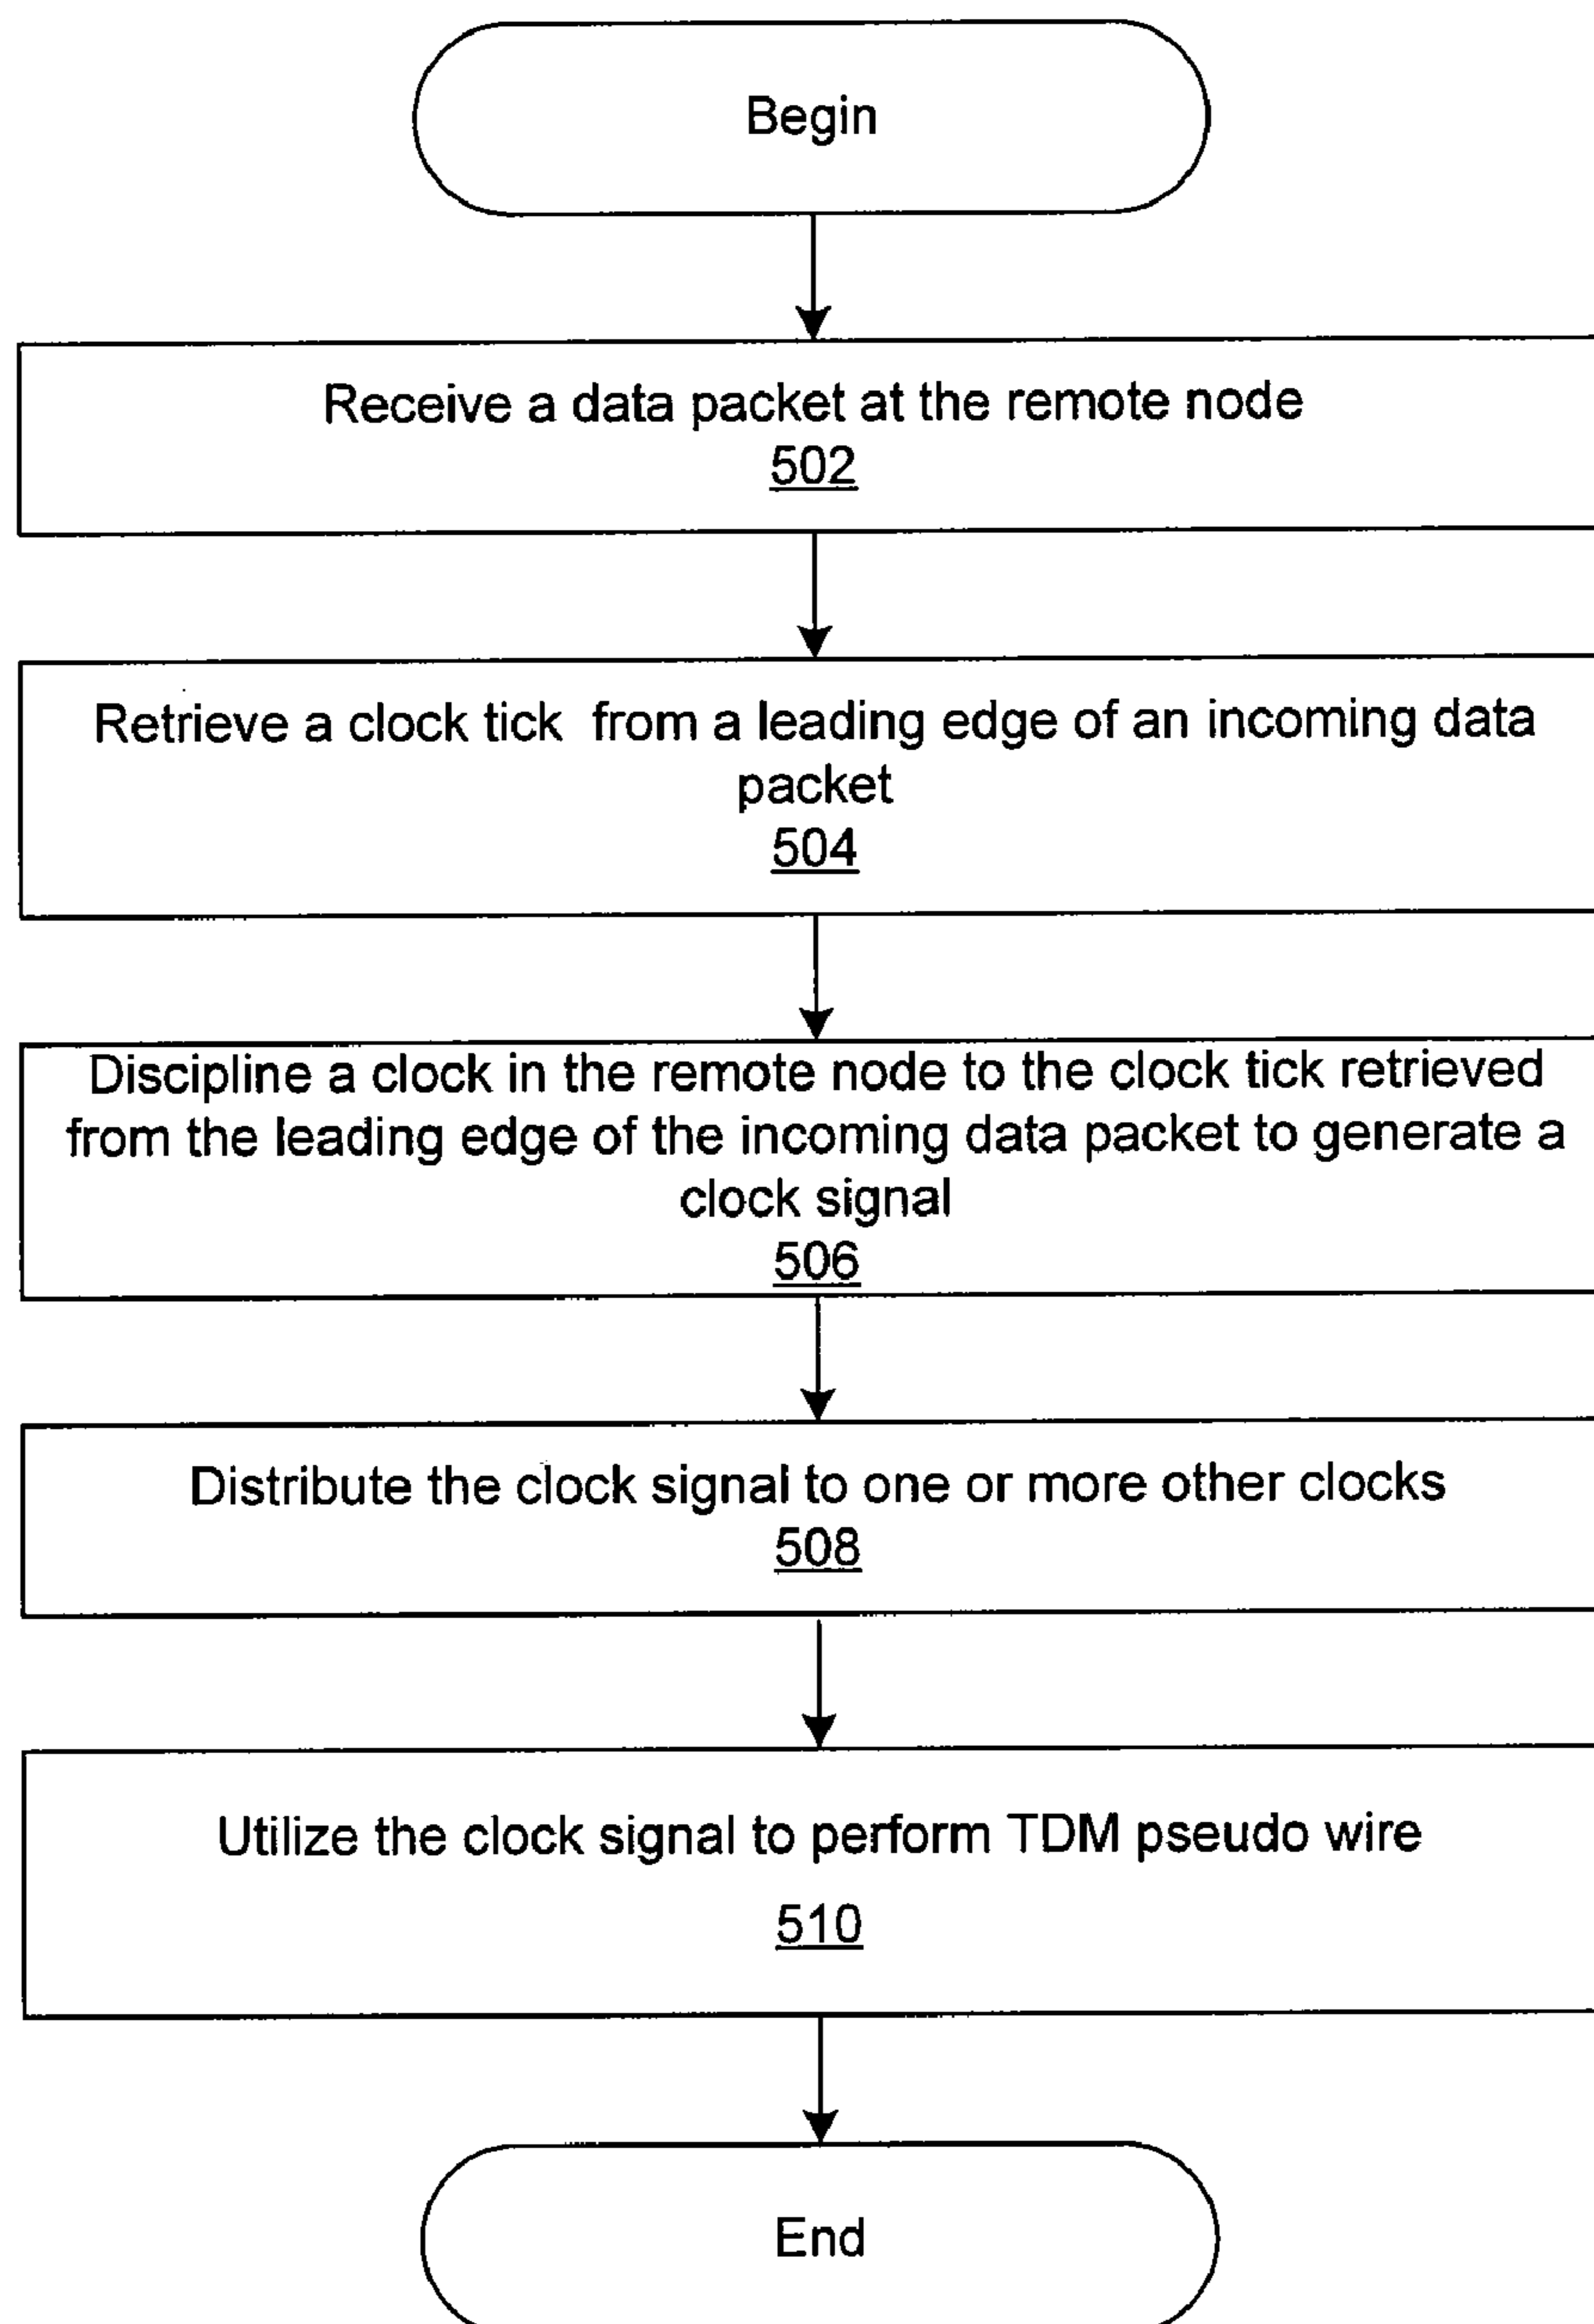 Begin
Receive a data packet at the remote node
502
Retrieve a clock tick from a leading edge of an incoming data
packet
504
Discipline a clock in the remote node to the clock tick retrieved
from the leading edge of the incoming data packet to generate a
clock signal
506
Distribute the clock signal to one or more other clocks
508
Utilize the clock signal to perform TDM pseudo wire
510
End